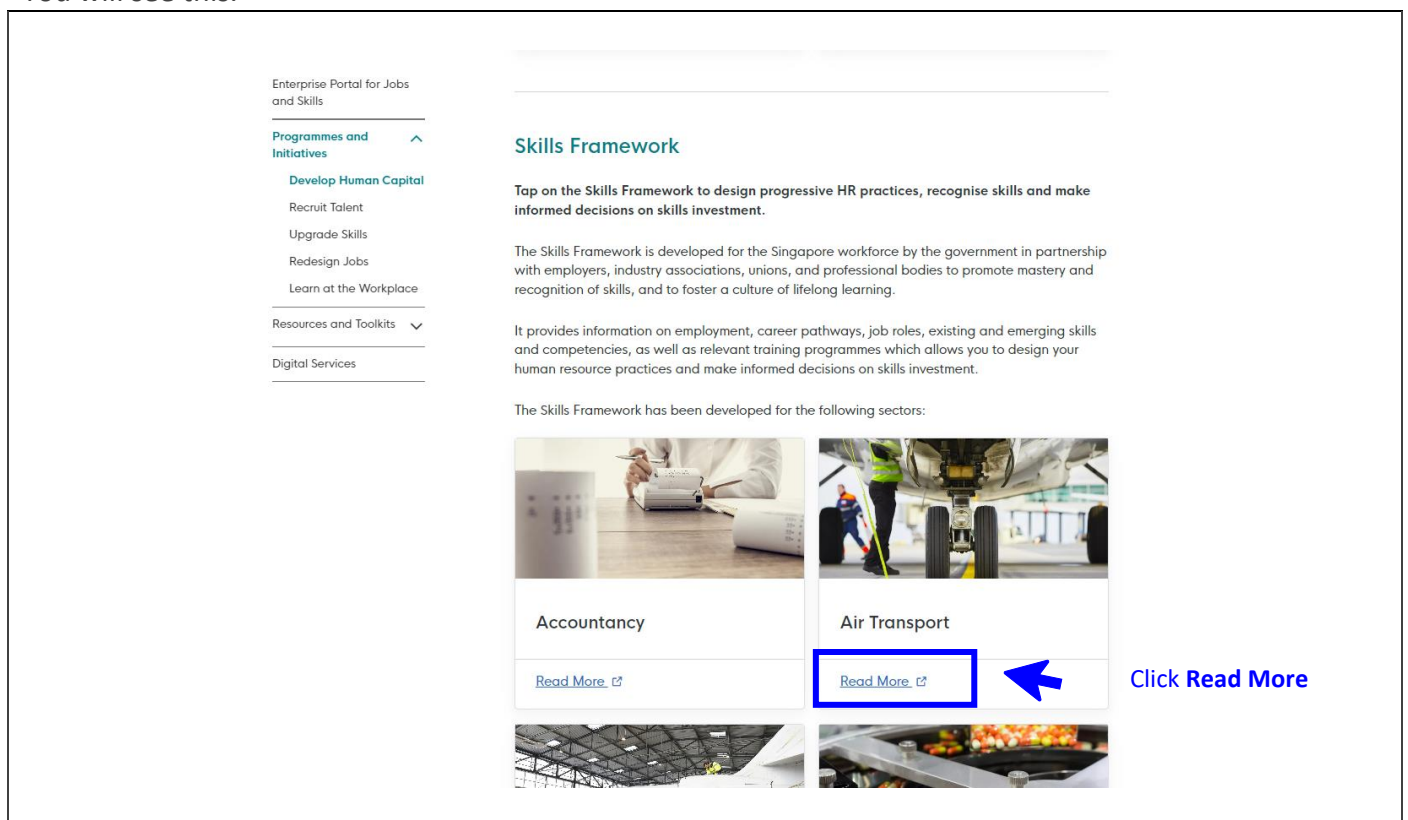 Enterprise Portal for Jobs
and Skills
Programmes and
Initiatives
Develop Human Capital
Recruit Talent
Upgrade Skills
Redesign Jobs
Learn at the Workplace
Resources and Toolkits
Digital Services
Skills Framework
Tap on the Skills Framework to design progressive HR practices, recognise skills and make
informed decisions on skills investment.
The Skills Framework is developed for the Singapore workforce by the government in partnership
with employers, industry associations, unions, and professional bodies to promote mastery and
recognition of skills, and to foster a culture of lifelong learning.
It provides information on employment, career pathways, job roles, existing and emerging skills
and competencies, as well as relevant training programmes which allows you to design your
human resource practices and make informed decisions on skills investment.
The Skills Framework has been developed for the following sectors:
Accountancy
Read More
Air Transport
Read More
Click Read More